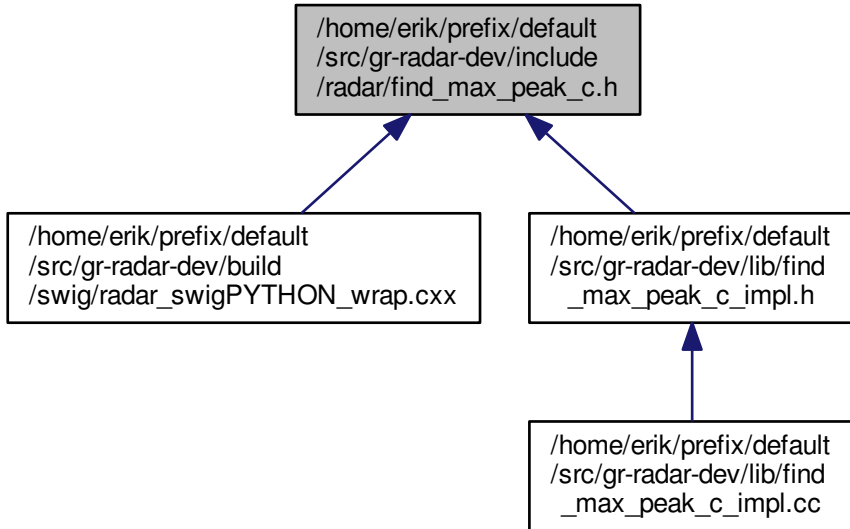 /home/erik/prefix/default
/src/gr-radar-dev/include
/radar/find_max_peak_c.h
/home/erik/prefix/default
/src/gr-radar-dev/build
/swig/radar_swigPYTHON_wrap.cxx
/home/erik/prefix/default
/src/gr-radar-dev/lib/find
_max_peak_c_impl.h
/home/erik/prefix/default
/src/gr-radar-dev/lib/find
_max_peak_c_impl.cc